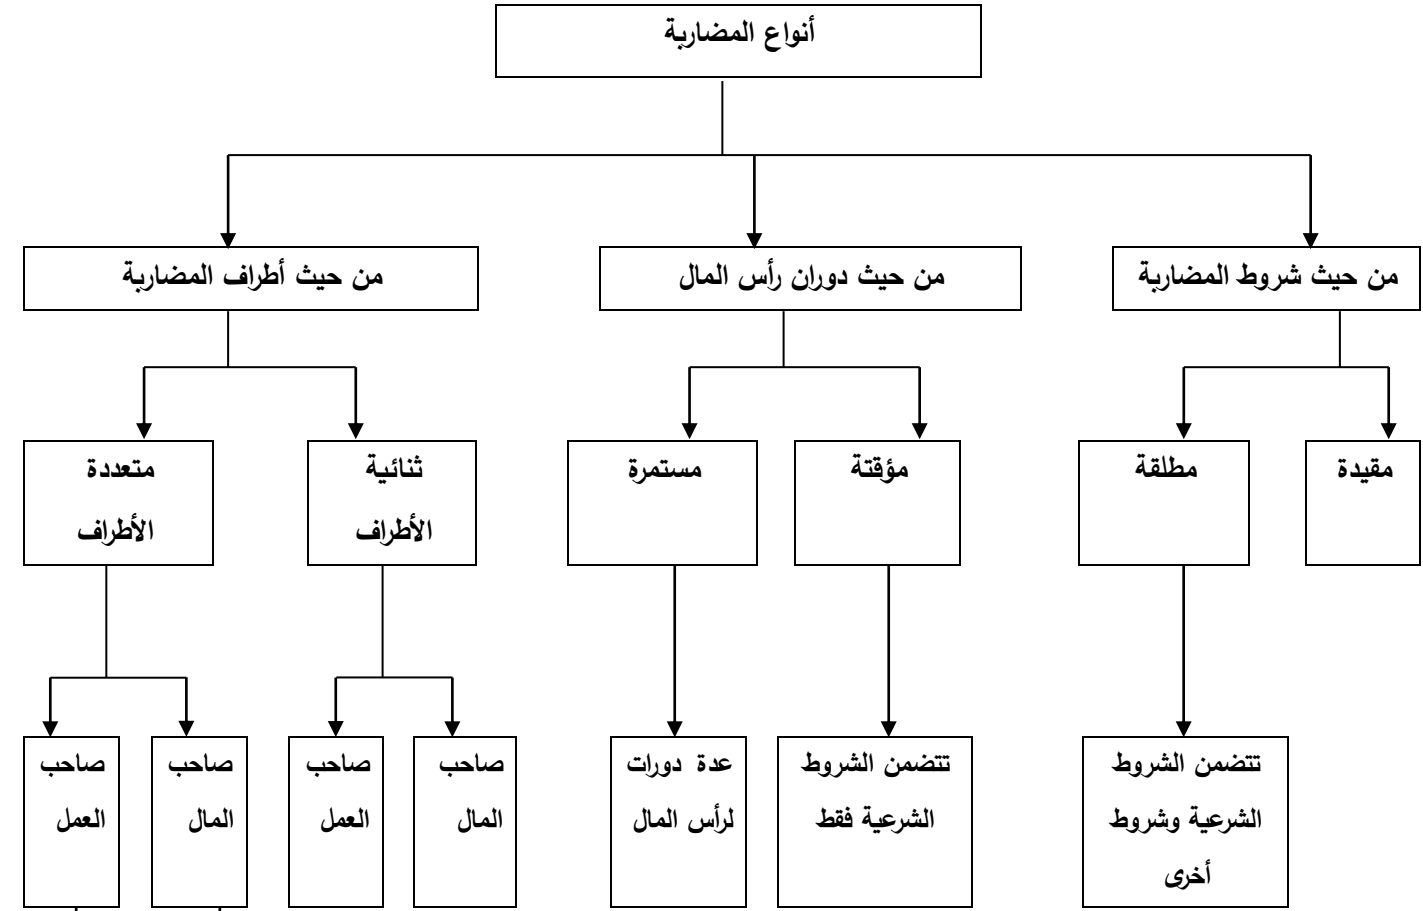 أنواع المضاربة
من حيث شروط المضاربة
من حيث دوران رأس المال
من حيث أطراف المضاربة
مقيدة
مطلقة
مؤقتة
مستمرة
ثنائية
الأطراف
متعددة
الأطراف
تتضمن الشروط
الشرعية وشروط
أخرى
تتضمن الشروط
الشرعية فقط
عدة دورات
لرأس المال
صاحب
المال
صاحب
العمل
صاحب
المال
صاحب
العمل